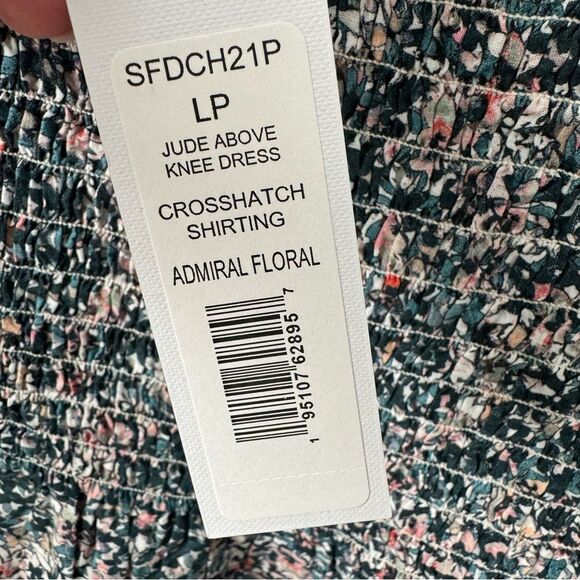 SFDCH21P
LP
JUDE ABOVE
KNEE DRESS
CROSSHATCH
SHIRTING
ADMIRAL FLORAL
1 95107 62895 7